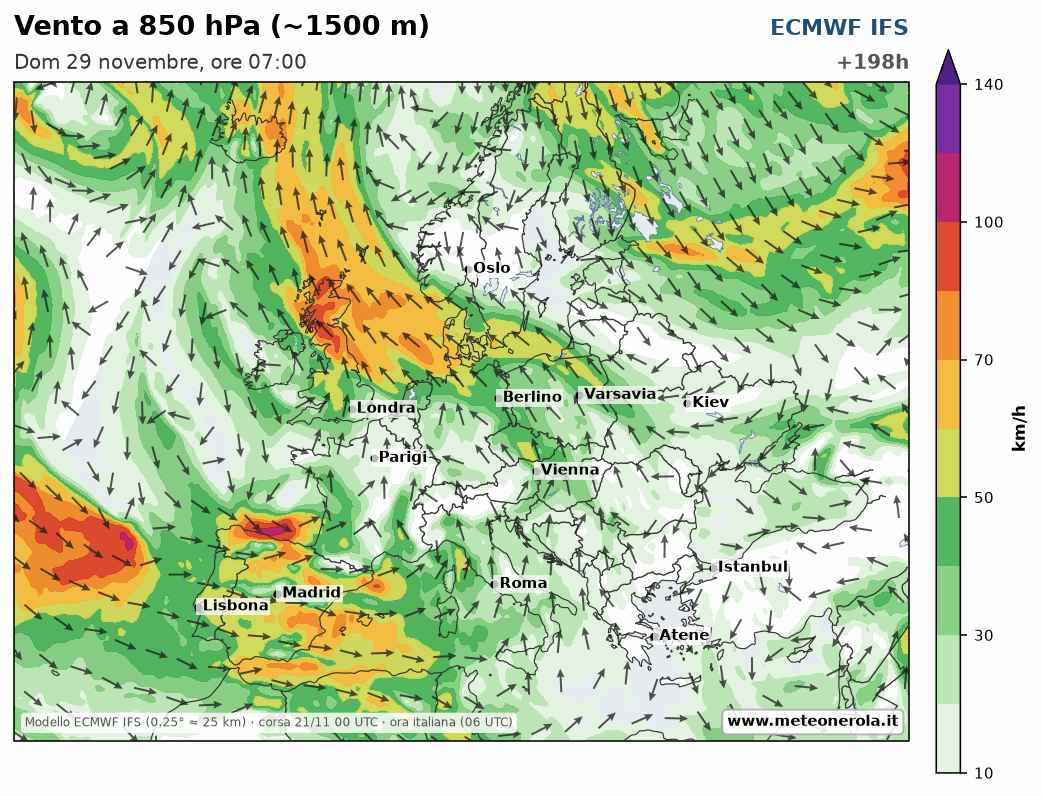 Vento a 850 hPa (~1500 m)
ECMWF IFS
Dom 29 novembre, ore 07:00
+198h
140
100
70
50
30
10
km/h
Oslo
Berlino
Varsavia
Kiev
Londra
Parigi
Vienna
Istanbul
Roma
Madrid
Lisbona
Atene
Modello ECMWF IFS (0,25° ≈ 25 km) · corsa 21/11 00 UTC · ora italiana (06 UTC)
www.meteonerola.it